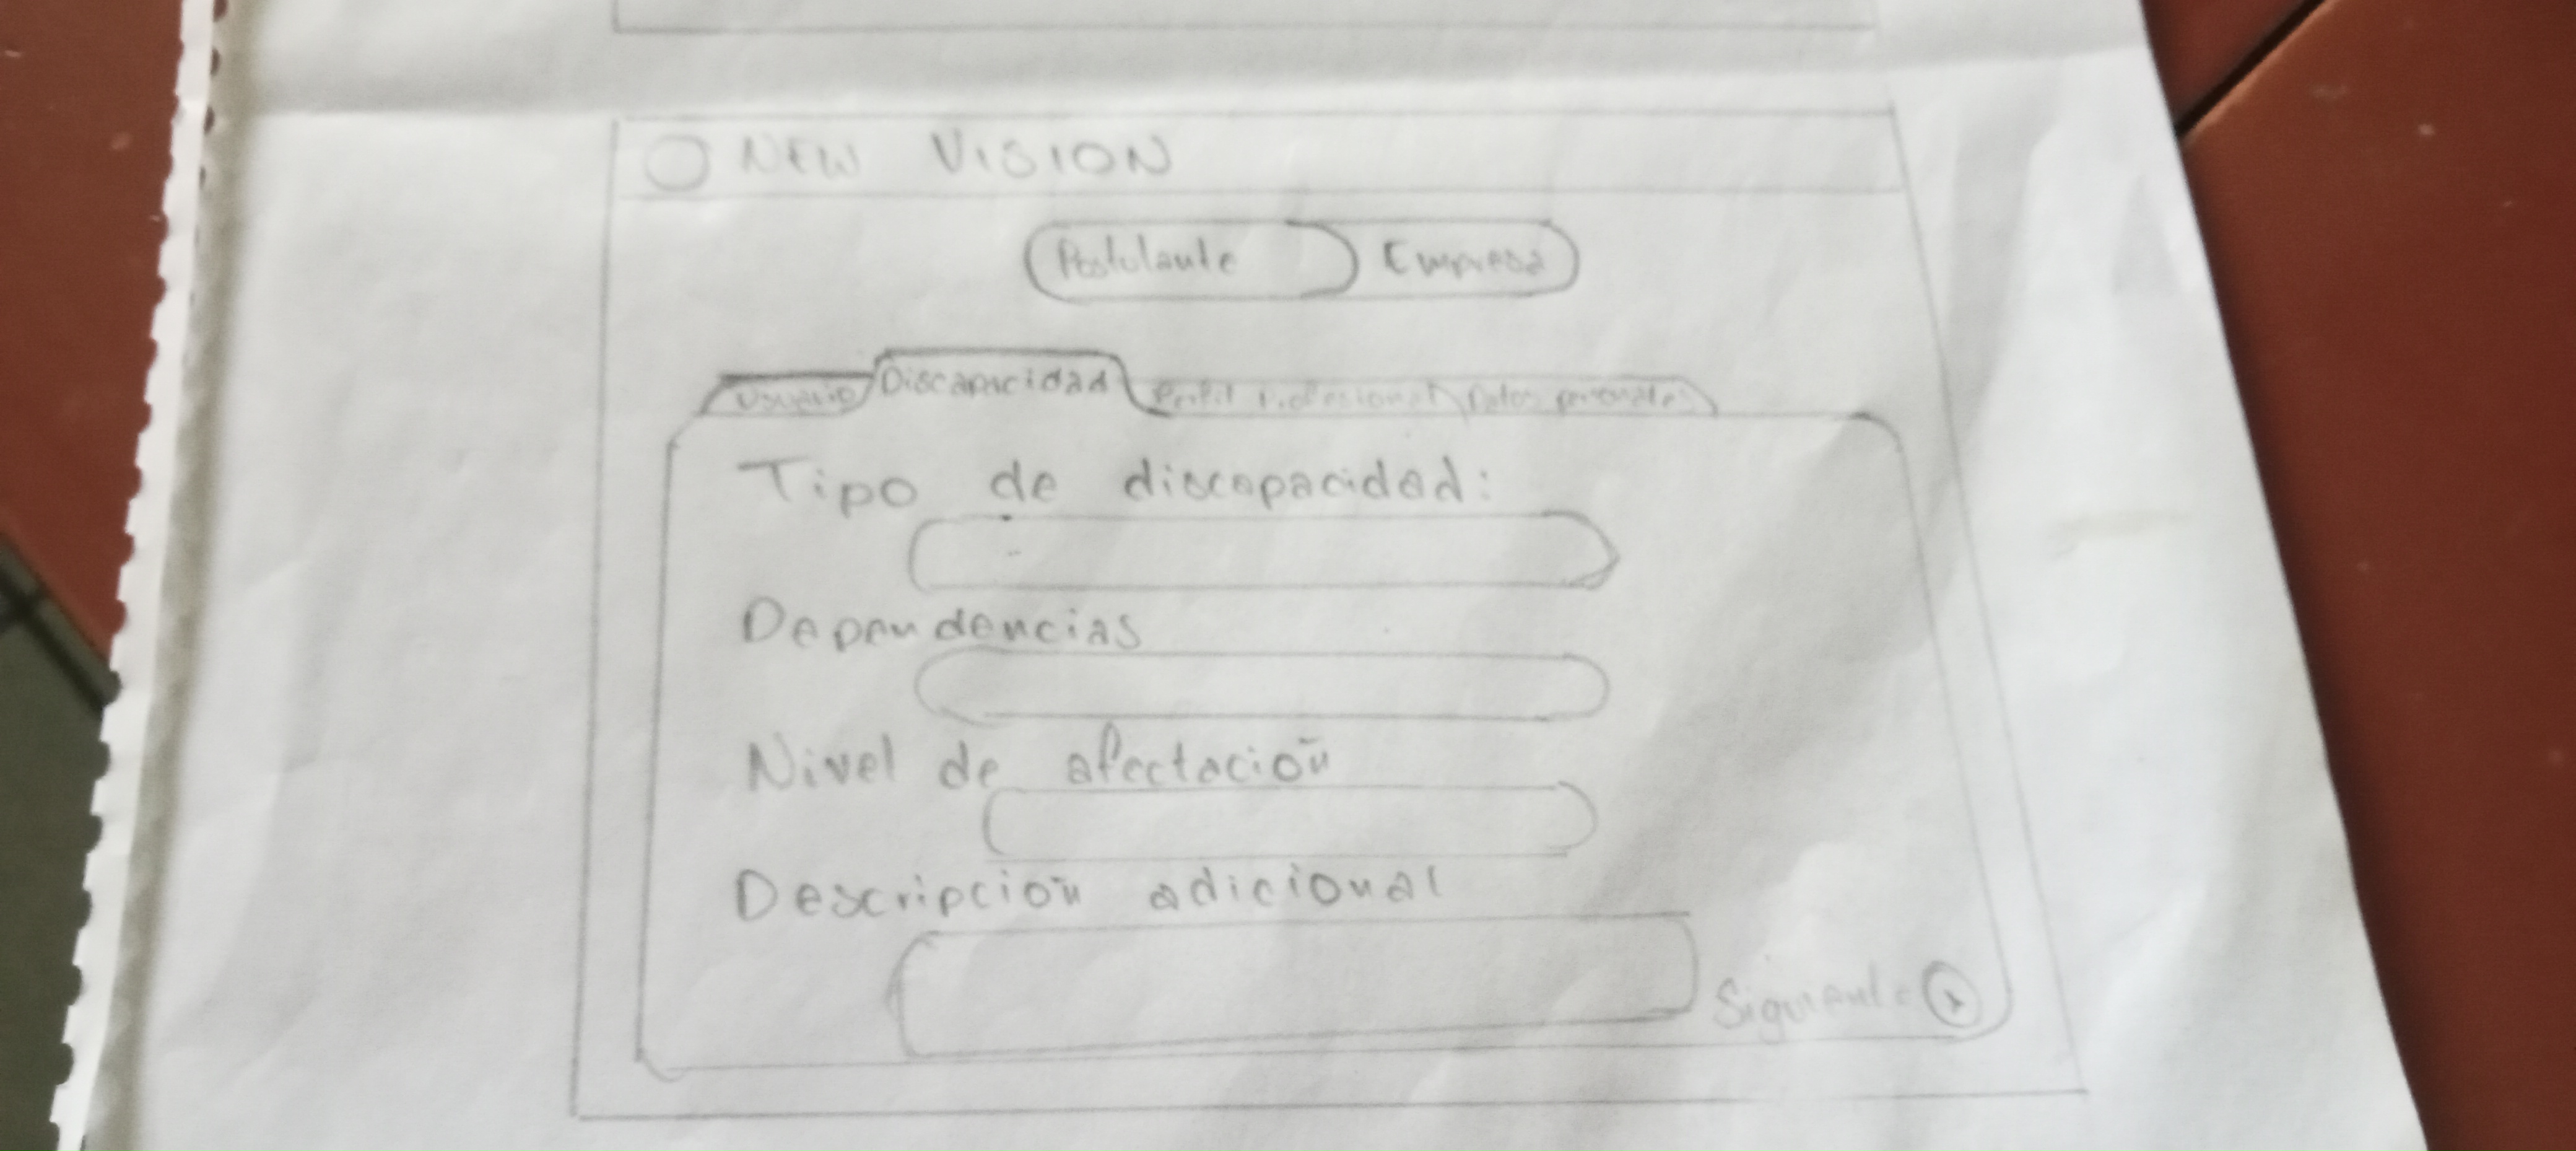 NEW VISION
Postulante Empresa
Usuario Discapacidad Perfil Profesional Datos personales
Tipo de discapacidad:
Dependencias
Nivel de afectación
Descripción adicional
Siguiente